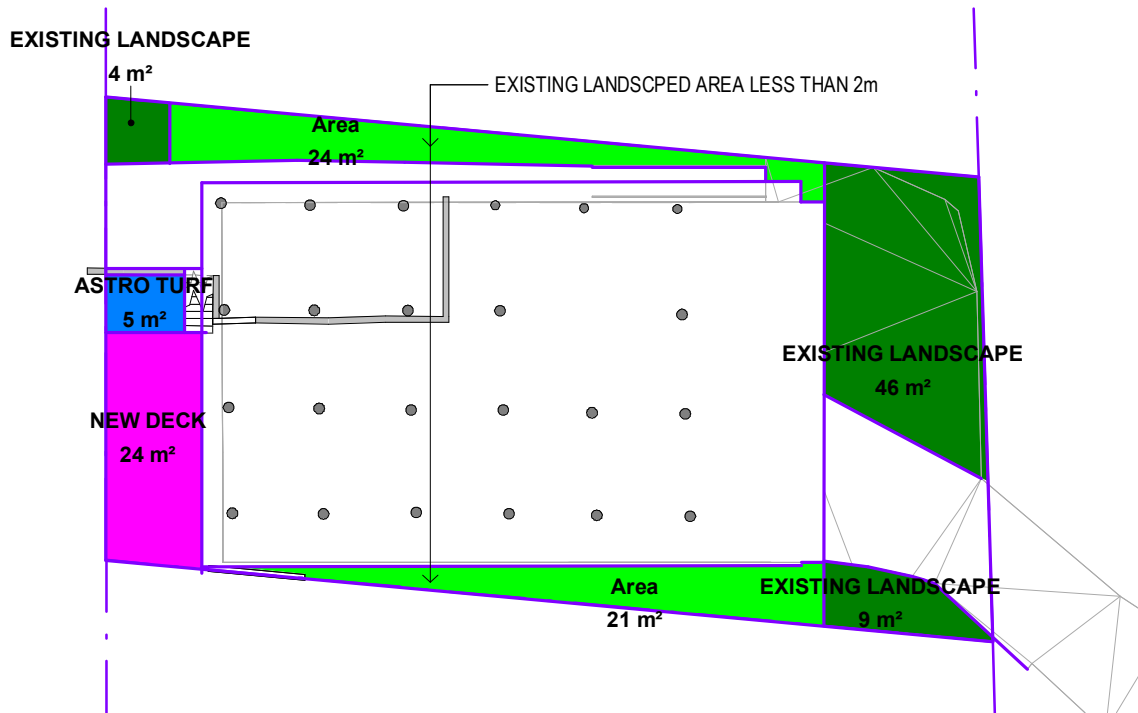 EXISTING LANDSCAPE
4 m²
EXISTING LANDSCPED AREA LESS THAN 2m
Area
24 m²
ASTRO TURF
5 m²
EXISTING LANDSCAPE
46 m²
NEW DECK
24 m²
Area
21 m²
EXISTING LANDSCAPE
9 m²